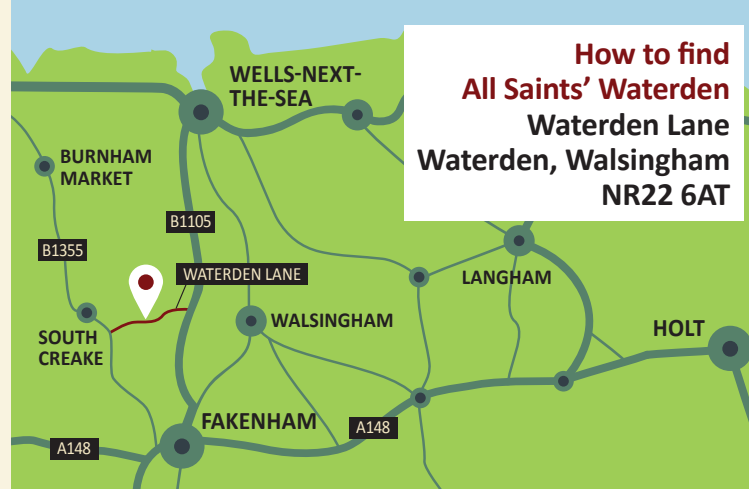 How to find
All Saints’ Waterden
Waterden Lane
Waterden, Walsingham
NR22 6AT
WELLS-NEXT-
THE-SEA
BURNHAM
MARKET
B1105
B1355
WATERDEN LANE
LANGHAM
SOUTH
CREAKE
WALSINGHAM
HOLT
FAKENHAM
A148
A148